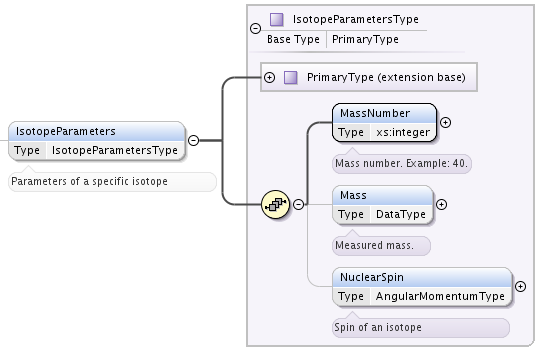 IsotopeParametersType
Base Type PrimaryType
PrimaryType (extension base)
IsotopeParameters
Type IsotopeParametersType
Parameters of a specific isotope
MassNumber
Type xs:integer
Mass number. Example: 40.
Mass
Type DataType
Measured mass.
NuclearSpin
Type AngularMomentumType
Spin of an isotope